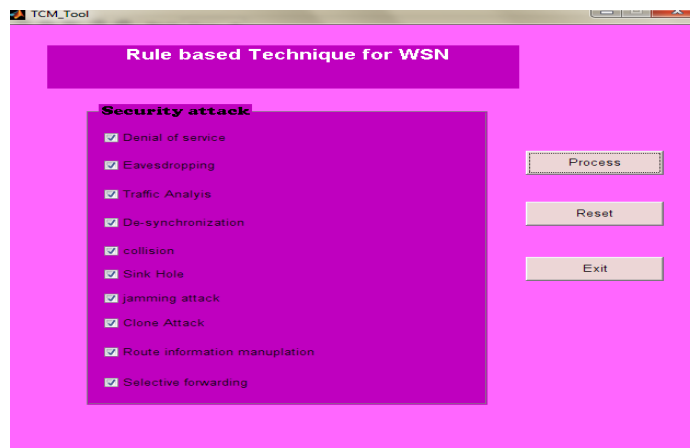 TCM_Tool
Rule based Technique for WSN
Security attack
Denial of service
Eavesdropping
Traffic Analyis
De-synchronization
collision
Sink Hole
jamming attack
Clone Attack
Route information manuplation
Selective forwarding
Process
Reset
Exit